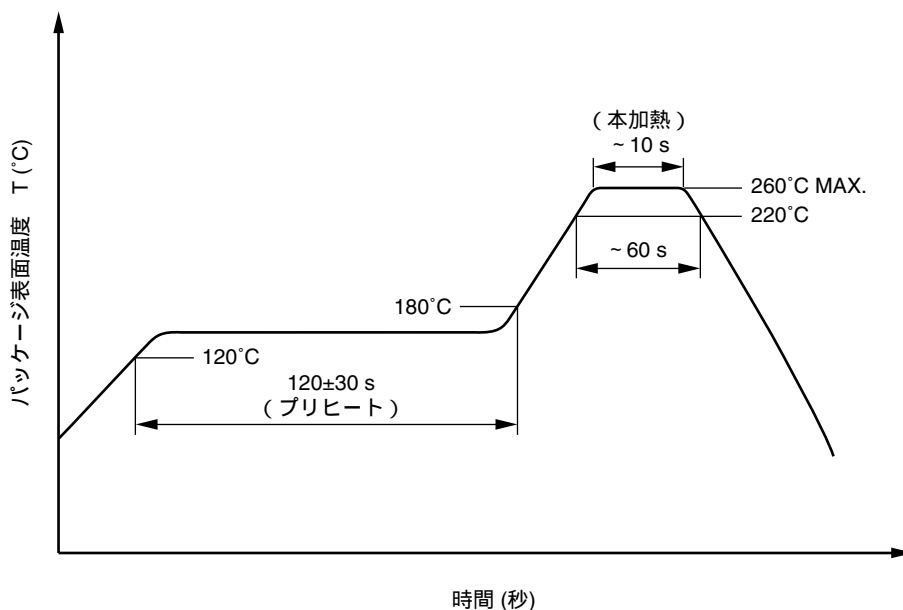 (本加熱)
~ 10 s
260°C MAX.
220°C
~ 60 s
180°C
120°C
120±30 s
(プリヒート)
パッケージ表面温度 T (°C)
時間 (秒)